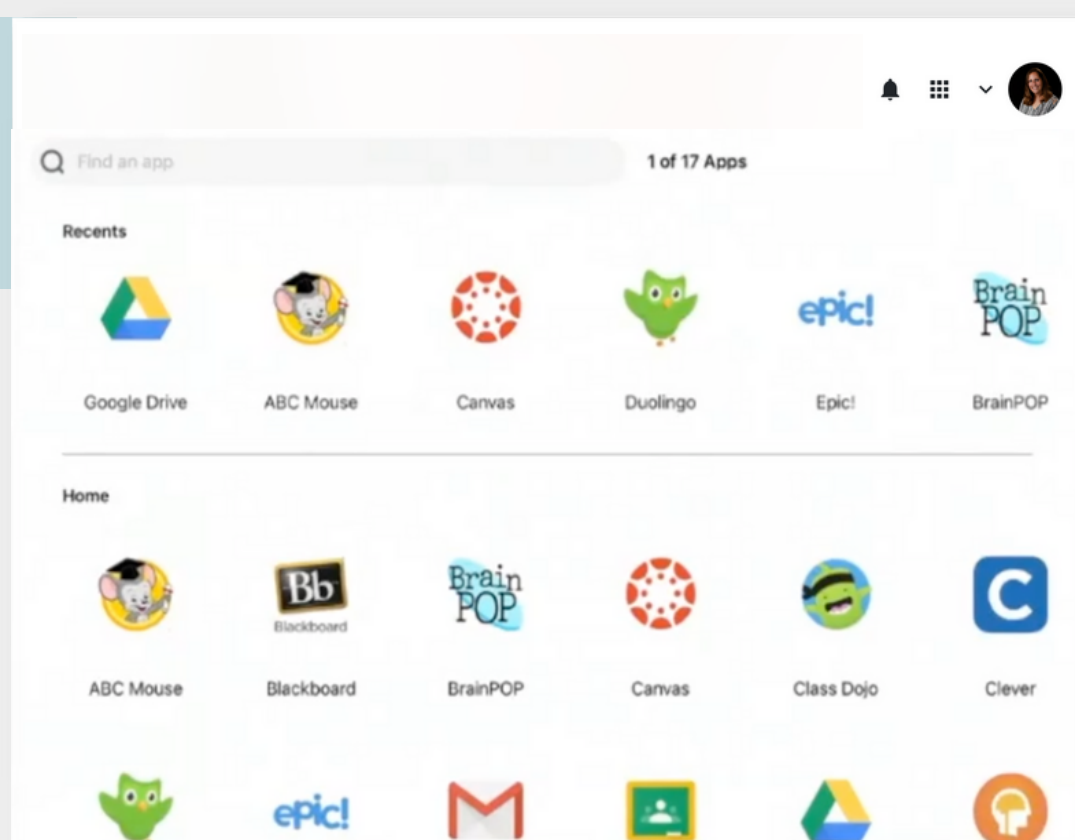 Find an app
1 of 17 Apps
Recents
epic!
Brain
POP
Google Drive ABC Mouse Canvas Duolingo Epic! BrainPOP
Home
Bb
Blackboard
Brain
POP
C
ABC Mouse Blackboard BrainPOP Canvas Class Dojo Clever
epic!